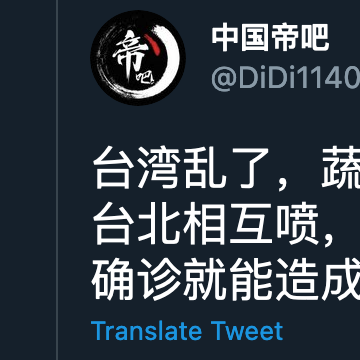 帝
吧
中国帝吧
@DiDi1140
台湾乱了，蔬
台北相互喷，
确诊就能造成
Translate Tweet